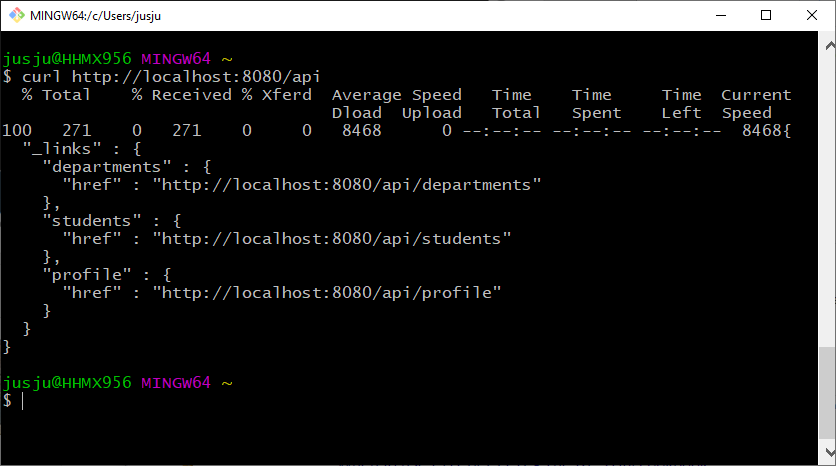 MINGW64:/c/Users/jusju
jusju@HHMX956 MINGW64 ~
$ curl http://localhost:8080/api
  % Total    % Received % Xferd  Average Speed   Time    Time     Time  Current
                                 Dload  Upload   Total   Spent    Left  Speed
100   271    0   271    0     0   8468      0 --:--:-- --:--:-- --:--:--  8468{
  "_links" : {
    "departments" : {
      "href" : "http://localhost:8080/api/departments"
    },
    "students" : {
      "href" : "http://localhost:8080/api/students"
    },
    "profile" : {
      "href" : "http://localhost:8080/api/profile"
    }
  }
}
jusju@HHMX956 MINGW64 ~
$